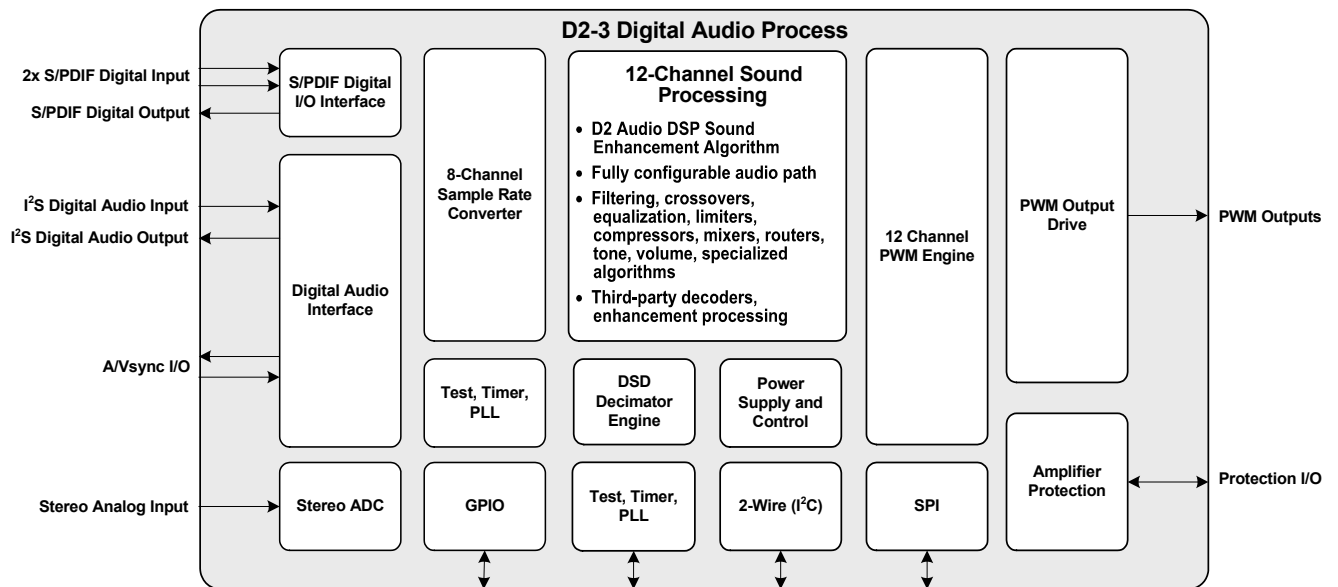 D2-3 Digital Audio Process
2x S/PDIF Digital Input
S/PDIF Digital Output
S/PDIF Digital
I/O Interface
I²S Digital Audio Input
I²S Digital Audio Output
A/Vsync I/O
Digital Audio
Interface
Stereo Analog Input
Stereo ADC
8-Channel
Sample Rate
Converter
Test, Timer,
PLL
GPIO
12-Channel Sound
Processing
• D2 Audio DSP Sound
Enhancement Algorithm
• Fully configurable audio path
• Filtering, crossovers,
equalization, limiters,
compressors, mixers, routers,
tone, volume, specialized
algorithms
• Third-party decoders,
enhancement processing
DSD
Decimator
Engine
Power
Supply and
Control
Test, Timer,
PLL
2-Wire (I²C)
12 Channel
PWM Engine
SPI
PWM Output
Drive
Amplifier
Protection
PWM Outputs
Protection I/O